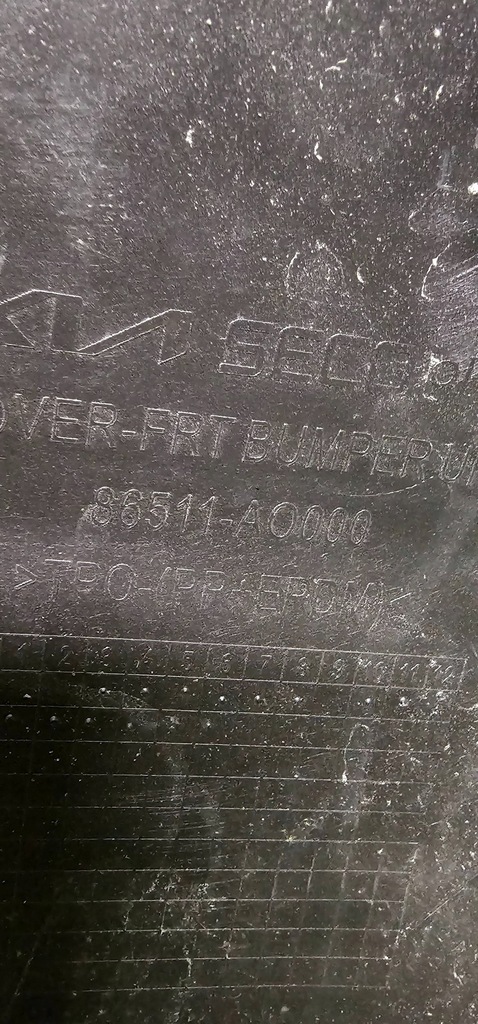 KIA SECO
OVER-FRT BUMPER U
86511-AO000
>TPO-(PP+EPDM)<
1 2 3 4 5 6 7 8 9 10 11 12